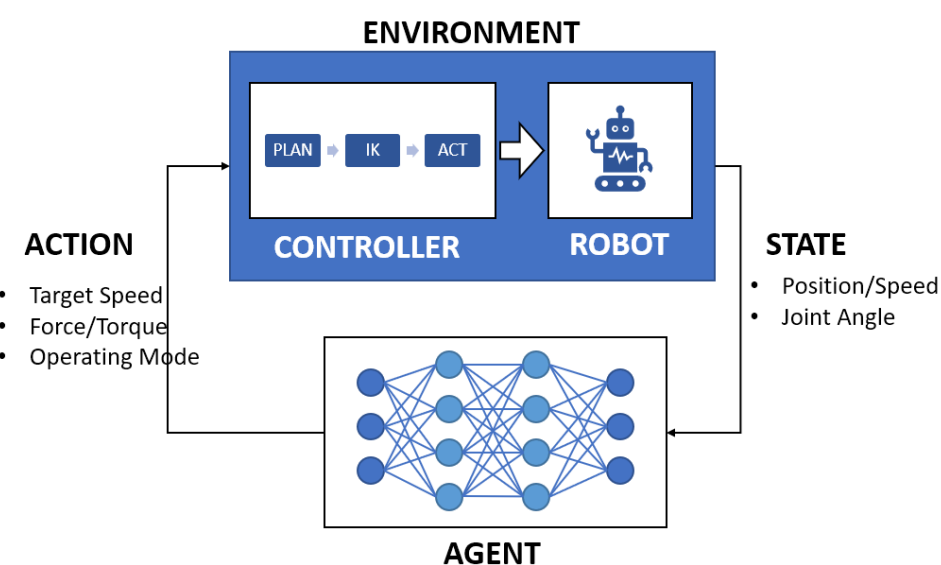 ENVIRONMENT
PLAN
IK
ACT
CONTROLLER
ROBOT
ACTION
• Target Speed
• Force/Torque
• Operating Mode
STATE
• Position/Speed
• Joint Angle
AGENT